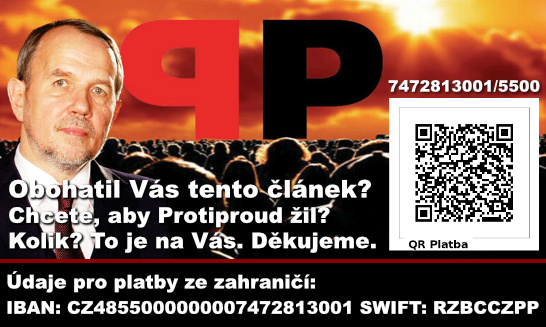 PP
7472813001/5500
QR Platba
Obohatil Vás tento článek?
Chcete, aby Protiproud žil?
Kolik? To je na Vás. Děkujeme.
Údaje pro platby ze zahraničí:
IBAN: CZ4855000000007472813001 SWIFT: RZBCCZPP